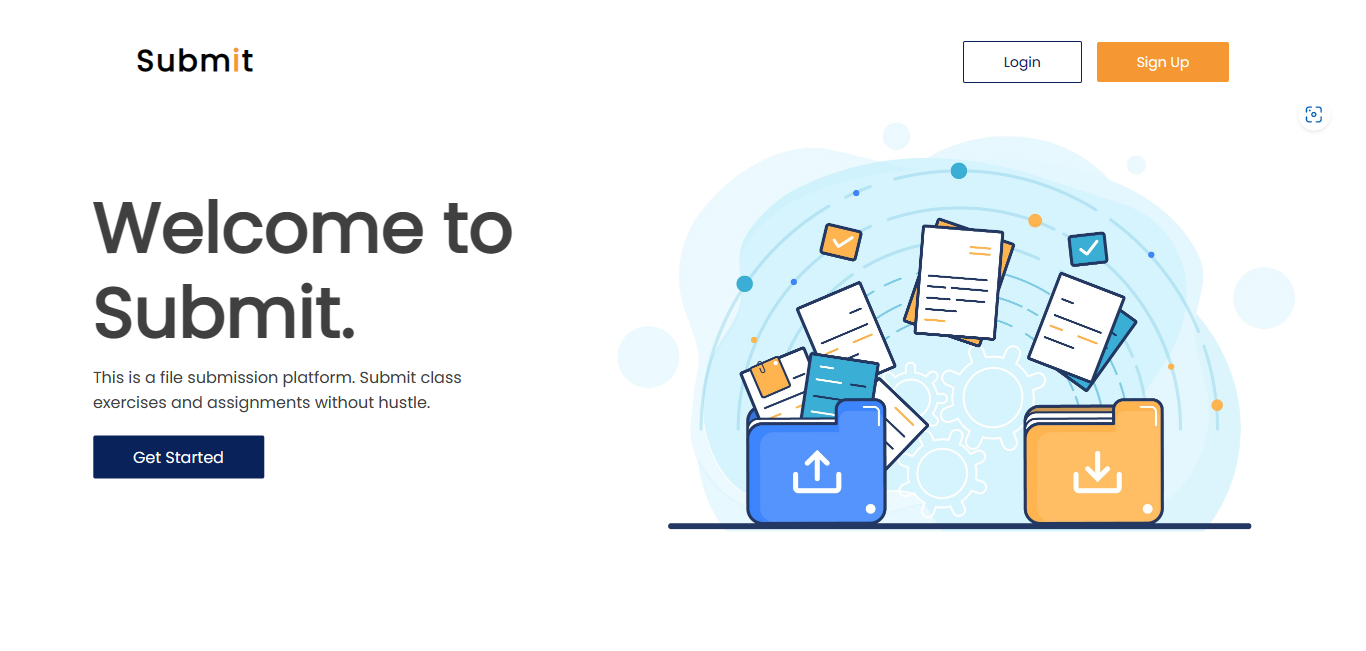 Submit
Login
Sign Up
Welcome to
Submit.
This is a file submission platform. Submit class
exercises and assignments without hustle.
Get Started